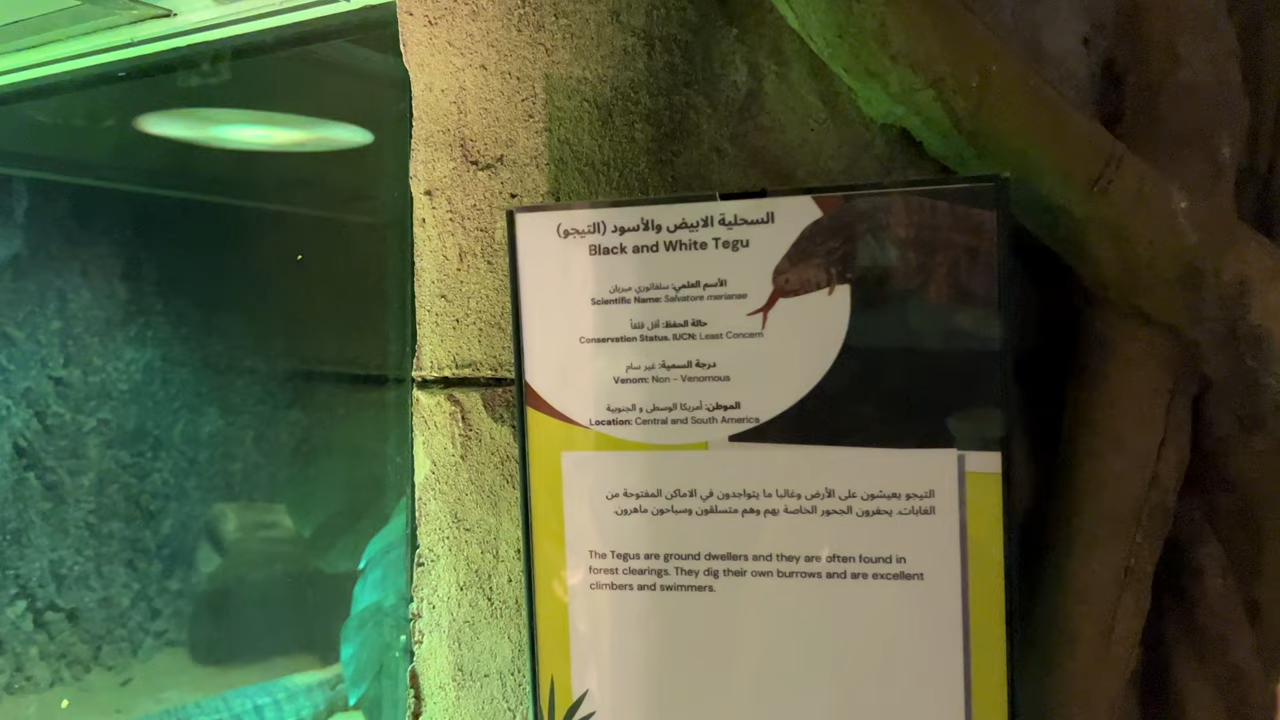 السحلية الابيض والأسود (التيجو)
Black and White Tegu
الأسم العلمي: سلفاتوري ميريان
Scientific Name: Salvatore merianae
حالة الحفظ: أقل قلقاً
Conservation Status. IUCN: Least Concern
درجة السمية: غير سام
Venom: Non - Venomous
الموطن: أمريكا الوسطى و الجنوبية
Location: Central and South America
التيجو يعيشون على الأرض وغالبا ما يتواجدون في الاماكن المفتوحة من
الغابات. يحفرون الجحور الخاصة بهم وهم متسلقون وسباحون ماهرون.
The Tegus are ground dwellers and they are often found in
forest clearings. They dig their own burrows and are excellent
climbers and swimmers.